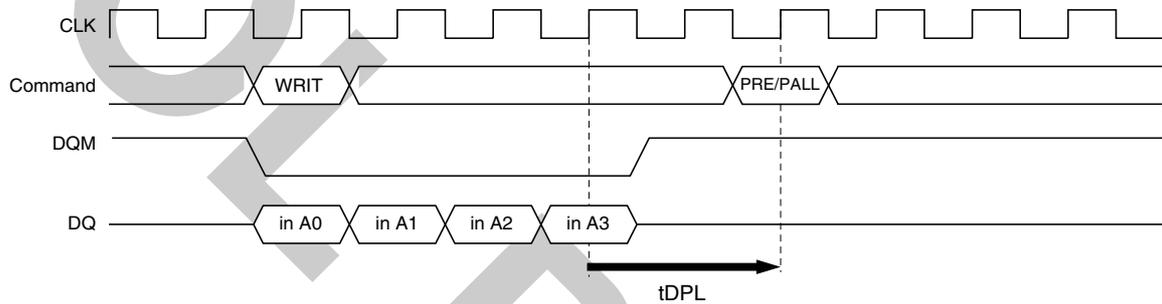 CLK
Command WRIT PRE/PALL
DQM
DQ in A0 in A1 in A2 in A3
tDPL